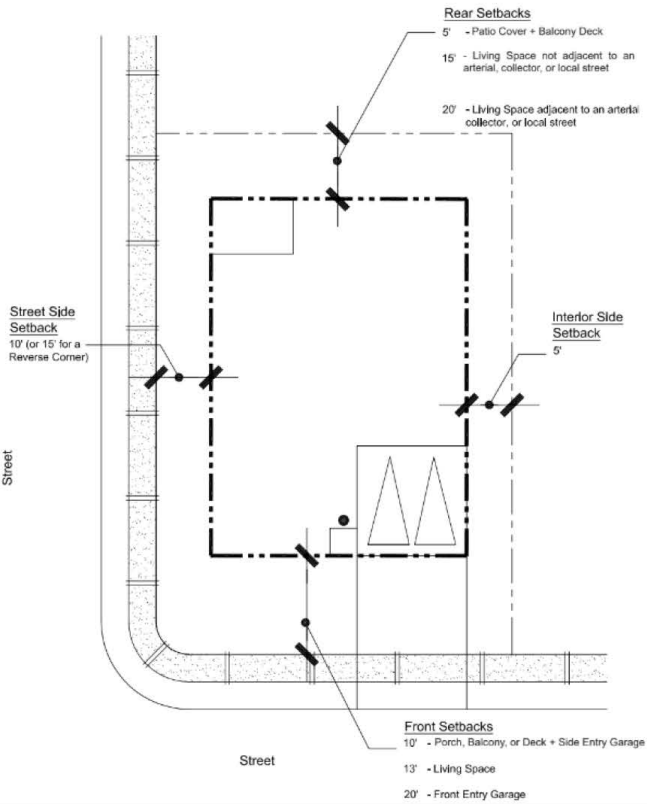 Rear Setbacks
5' - Patio Cover + Balcony Deck
15' - Living Space not adjacent to an
arterial, collector, or local street
20' - Living Space adjacent to an arterial
collector, or local street
Street Side
Setback
10' (or 15' for a
Reverse Corner)
Interior Side
Setback
5'
Street
Front Setbacks
10' - Porch, Balcony, or Deck + Side Entry Garage
Street
13' - Living Space
20' - Front Entry Garage